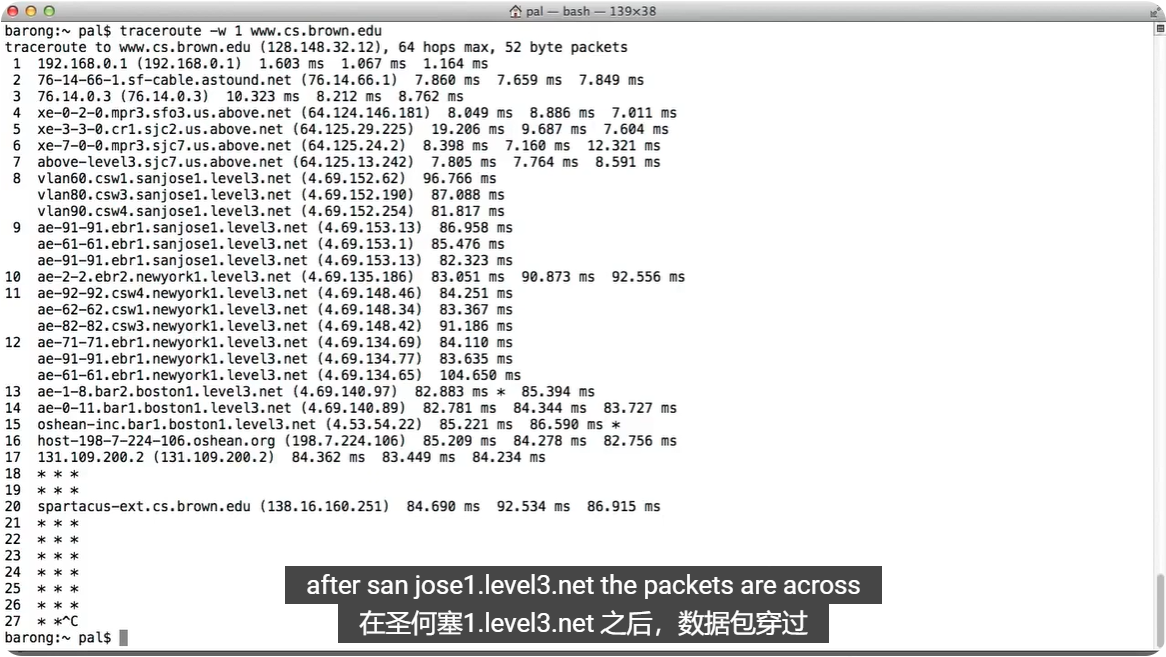 pal — bash — 139×38
barong:~ pal$ traceroute -w 1 www.cs.brown.edu
traceroute to www.cs.brown.edu (128.148.32.12), 64 hops max, 52 byte packets
1 192.168.0.1 (192.168.0.1) 1.603 ms 1.067 ms 1.164 ms
2 76-14-66-1.sf-cable.astound.net (76.14.66.1) 7.860 ms 7.659 ms 7.849 ms
3 76.14.0.3 (76.14.0.3) 10.323 ms 8.212 ms 8.762 ms
4 xe-0-2-0.mpr3.sfo3.us.above.net (64.124.146.181) 8.049 ms 8.886 ms 7.011 ms
5 xe-3-3-0.cr1.sjc2.us.above.net (64.125.29.225) 19.206 ms 9.687 ms 7.604 ms
6 xe-7-0-0.mpr3.sjc7.us.above.net (64.125.24.2) 8.398 ms 7.160 ms 12.321 ms
7 above-level3.sjc7.us.above.net (64.125.13.242) 7.805 ms 7.764 ms 8.591 ms
8 vlan60.csw1.sanjose1.level3.net (4.69.152.62) 96.766 ms
vlan80.csw3.sanjose1.level3.net (4.69.152.190) 87.088 ms
vlan90.csw4.sanjose1.level3.net (4.69.152.254) 81.817 ms
9 ae-91-91.ebr1.sanjose1.level3.net (4.69.153.13) 86.958 ms
ae-61-61.ebr1.sanjose1.level3.net (4.69.153.1) 85.476 ms
ae-91-91.ebr1.sanjose1.level3.net (4.69.153.13) 82.323 ms
10 ae-2-2.ebr2.newyork1.level3.net (4.69.135.186) 83.051 ms 90.873 ms 92.556 ms
11 ae-92-92.csw4.newyork1.level3.net (4.69.148.46) 84.251 ms
ae-62-62.csw1.newyork1.level3.net (4.69.148.34) 83.367 ms
ae-82-82.csw3.newyork1.level3.net (4.69.148.42) 91.186 ms
12 ae-71-71.ebr1.newyork1.level3.net (4.69.134.69) 84.110 ms
ae-91-91.ebr1.newyork1.level3.net (4.69.134.77) 83.635 ms
ae-61-61.ebr1.newyork1.level3.net (4.69.134.65) 104.650 ms
13 ae-1-8.bar2.boston1.level3.net (4.69.140.97) 82.883 ms * 85.394 ms
14 ae-0-11.bar1.boston1.level3.net (4.69.140.89) 82.781 ms 84.344 ms 83.727 ms
15 oshean-inc.bar1.boston1.level3.net (4.53.54.22) 85.221 ms 86.590 ms *
16 host-198-7-224-106.oshean.org (198.7.224.106) 85.209 ms 84.278 ms 82.756 ms
17 131.109.200.2 (131.109.200.2) 84.362 ms 83.449 ms 84.234 ms
18 * * *
19 * * *
20 spartacus-ext.cs.brown.edu (138.16.160.251) 84.690 ms 92.534 ms 86.915 ms
21 * * *
22 * * *
23 * * *
24 * * *
25 * * *
26 * * *
27 * *^C
barong:~ pal$
after san jose1.level3.net the packets are across
在圣何塞1.level3.net 之后，数据包穿过